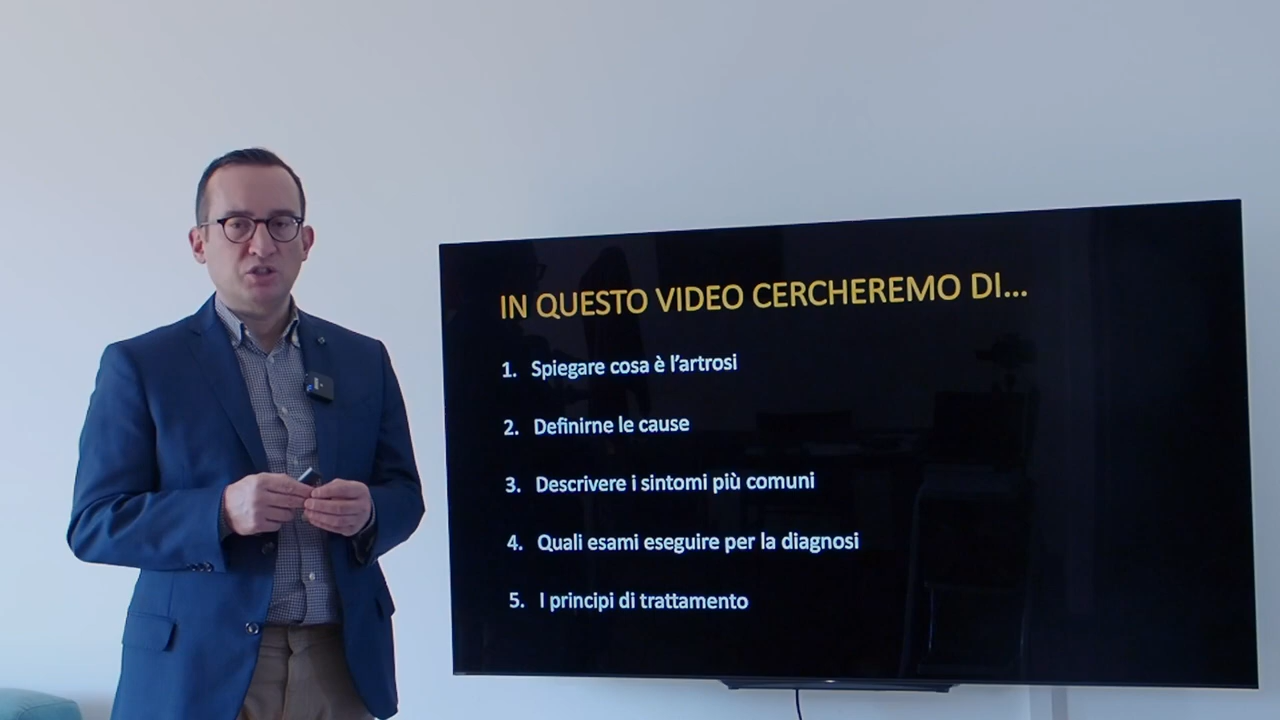 IN QUESTO VIDEO CERCHEREMO DI...
1. Spiegare cosa è l'artrosi
2. Definirne le cause
3. Descrivere i sintomi più comuni
4. Quali esami eseguire per la diagnosi
5. I principi di trattamento